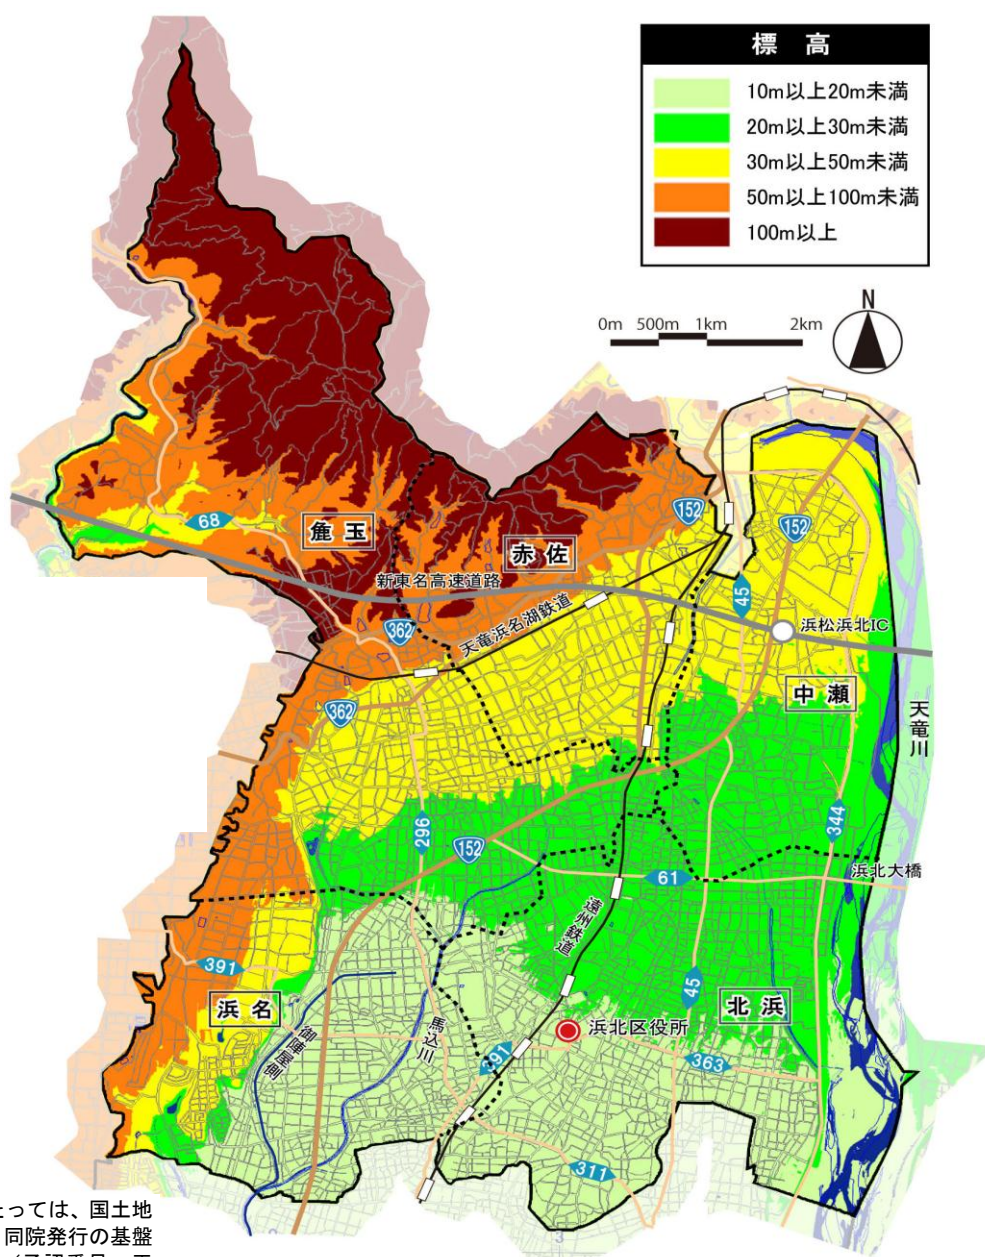 標 高
10m以上20m未満
20m以上30m未満
30m以上50m未満
50m以上100m未満
100m以上
0m 500m 1km 2km
N
152
68
麁 玉
152
赤 佐
新東名高速道路
45
天竜浜名湖鉄道
362
浜松浜北IC
中 瀬
362
天竜川
296
344
152
浜北大橋
61
遠州鉄道
391
45
浜 名
北 浜
御陣屋側
馬込川
浜北区役所
391
363
311
たっては、国土地
同院発行の基盤